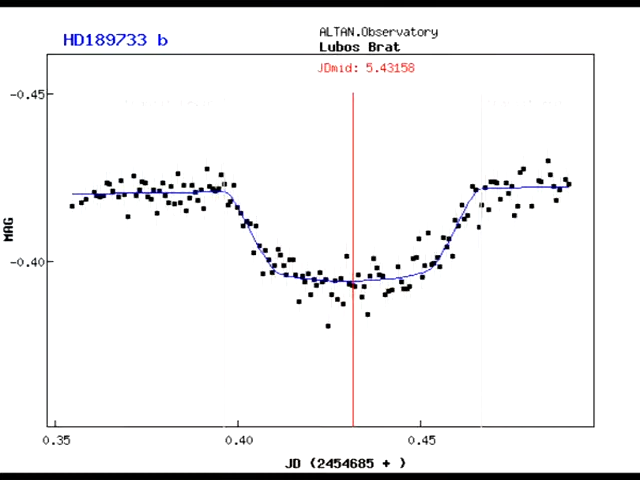 HD189733 b
ALTAN.Observatory
Lubos Brat
JDmid: 5.43158
-0.45
-0.40
MAG
0.35 0.40 0.45
JD (2454685 + )